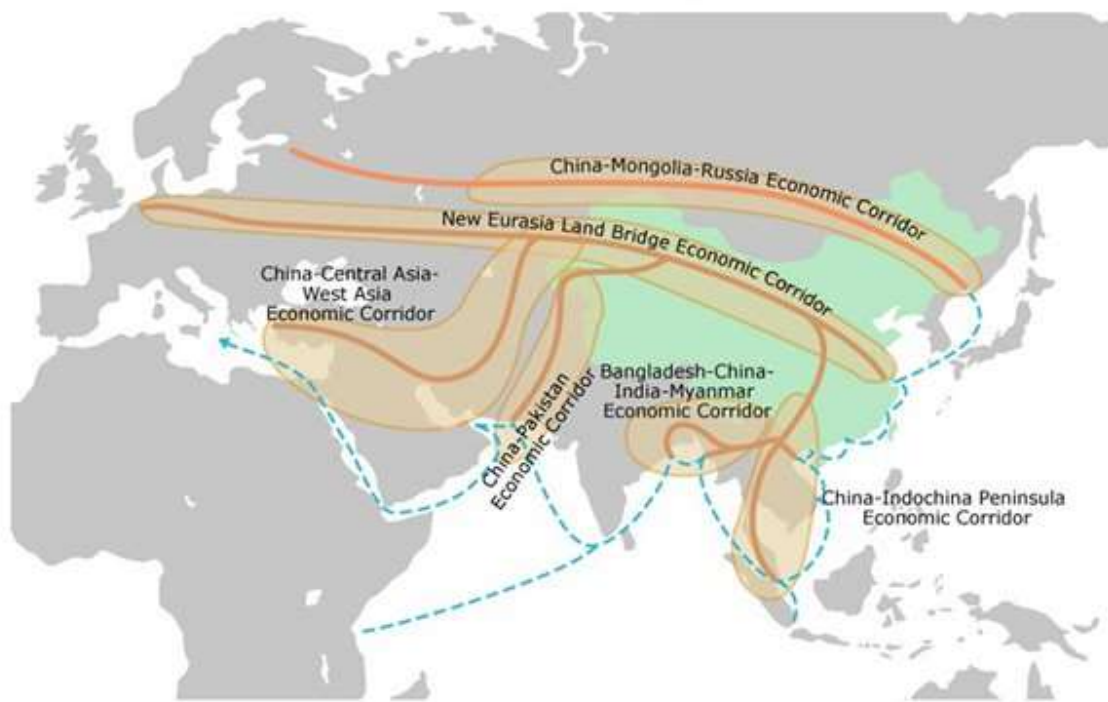 China-Mongolia-Russia Economic Corridor
New Eurasia Land Bridge Economic Corridor
China-Central Asia-
West Asia
Economic Corridor
China-Pakistan
Economic Corridor
Bangladesh-China-
India-Myanmar
Economic Corridor
China-Indochina Peninsula
Economic Corridor